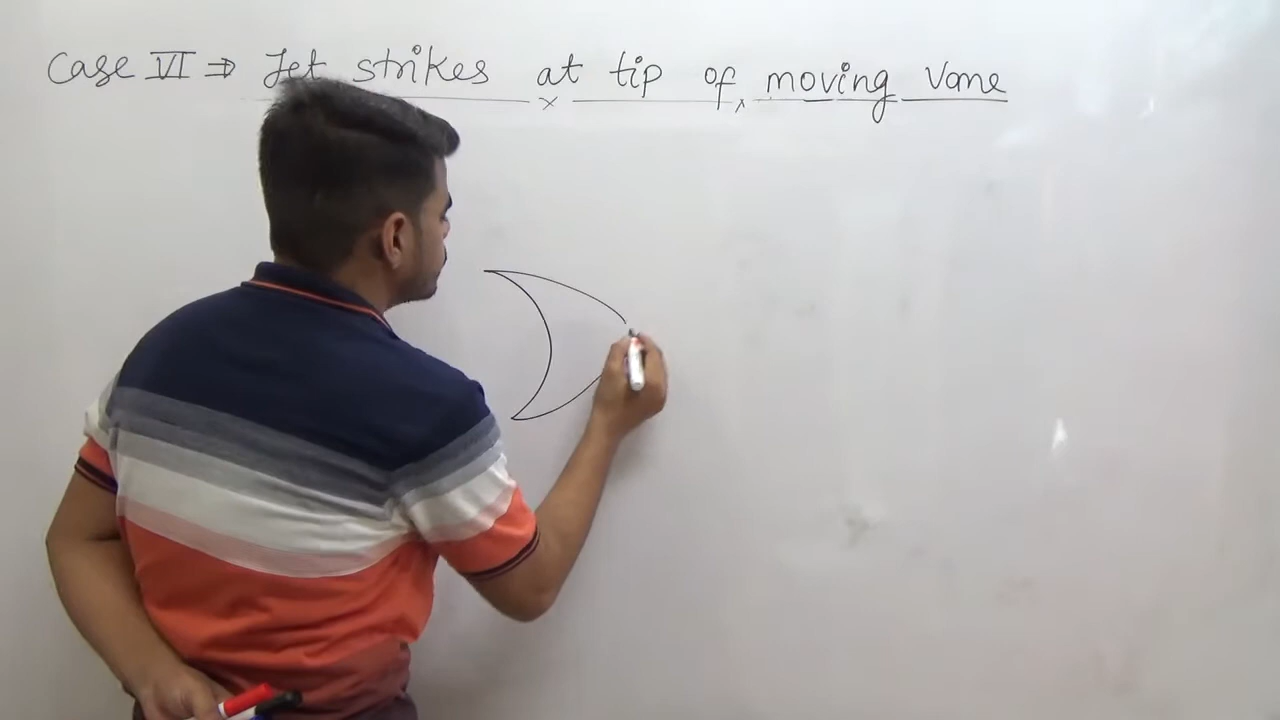 Case VI ⇒ Jet strikes at tip of moving Vane